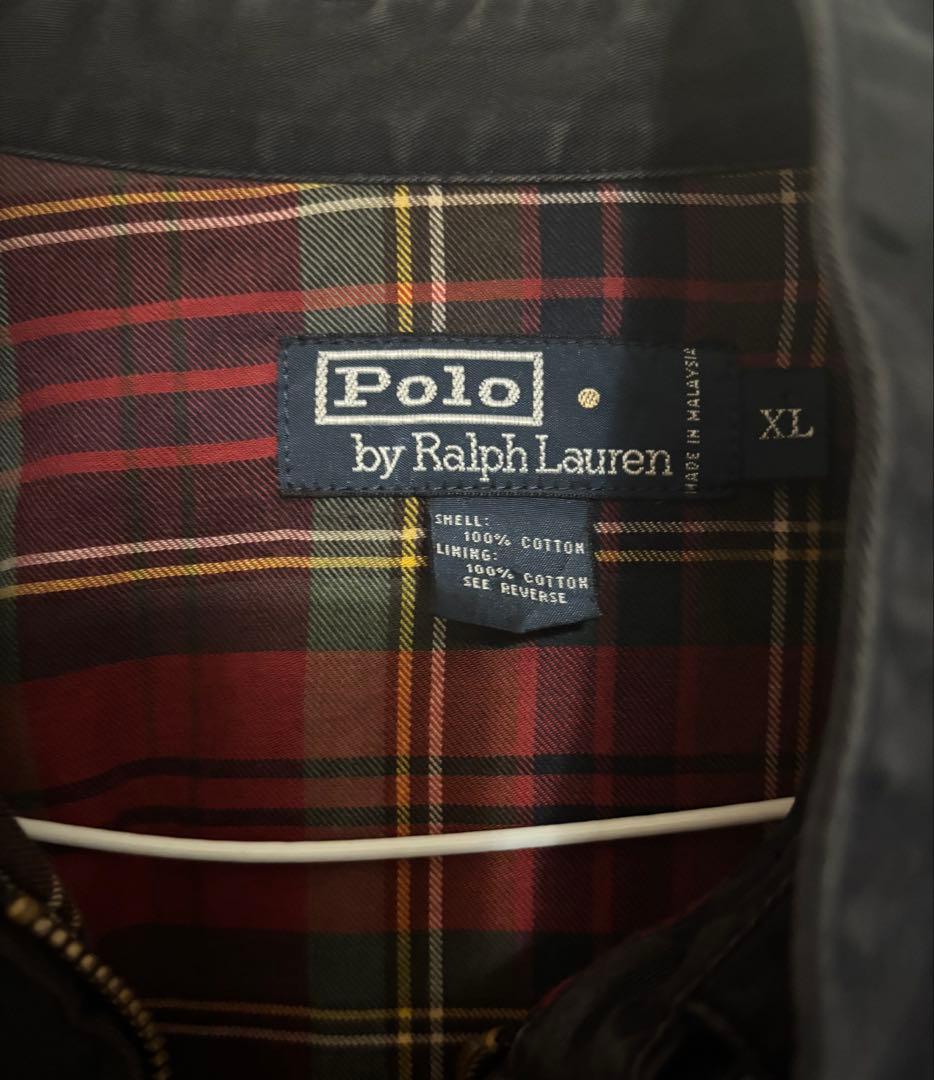 Polo
by Ralph Lauren
MADE IN MALAYSIA
XL
SHELL:
100% COTTON
LINING:
100% COTTON
SEE REVERSE